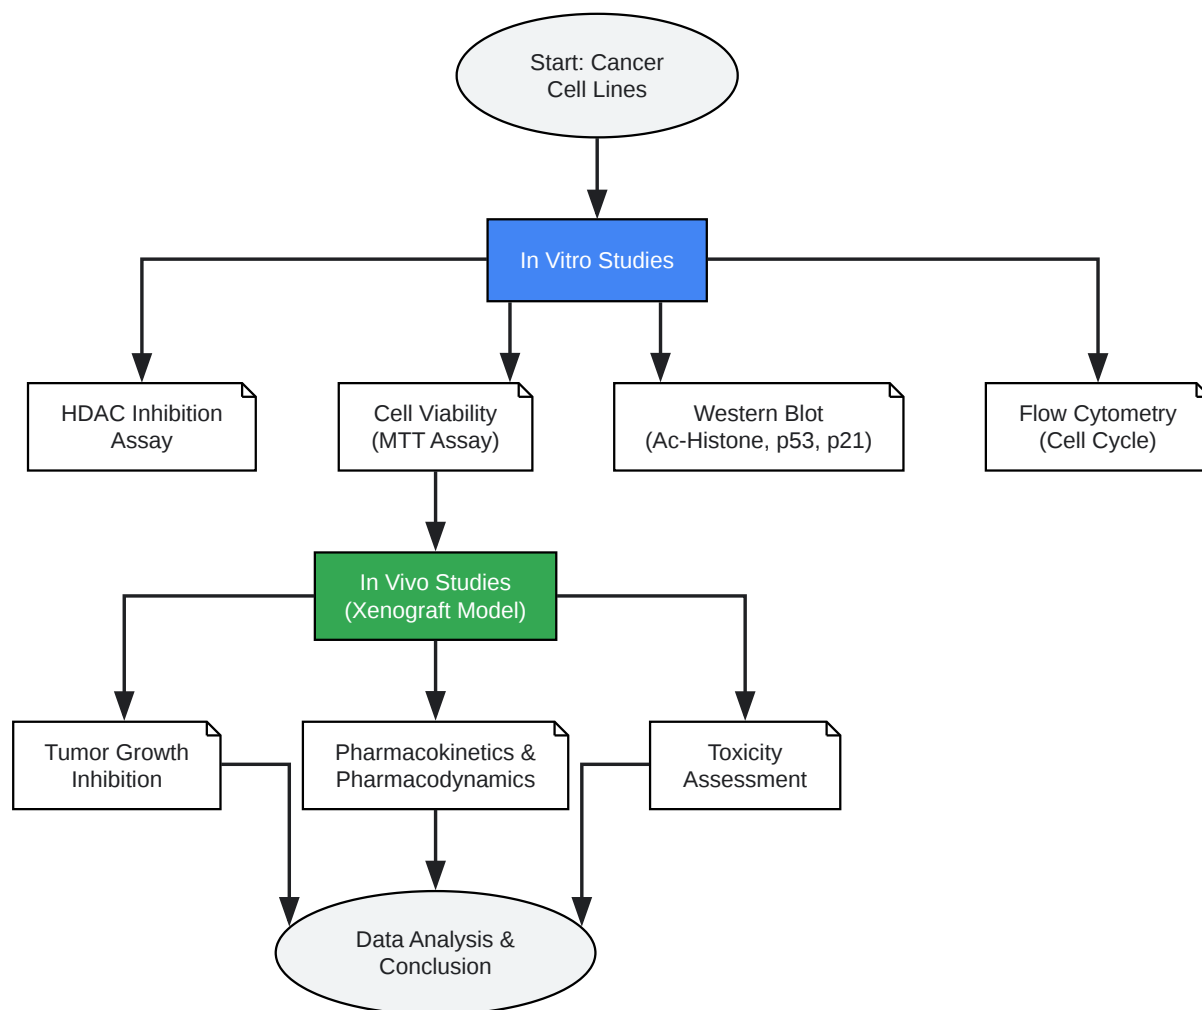 Start: Cancer
Cell Lines
In Vitro Studies
HDAC Inhibition
Assay
Cell Viability
(MTT Assay)
Western Blot
(Ac-Histone, p53, p21)
Flow Cytometry
(Cell Cycle)
In Vivo Studies
(Xenograft Model)
Tumor Growth
Inhibition
Pharmacokinetics &
Pharmacodynamics
Toxicity
Assessment
Data Analysis &
Conclusion